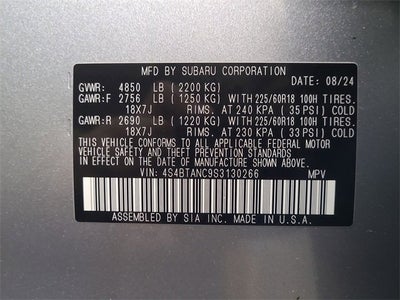 MFD BY SUBARU CORPORATION
DATE: 08/24
GVWR: 4850 LB (2200 KG)
GAWR:F 2756 LB (1250 KG) WITH 225/60R18 100H TIRES.
18X7J RIMS. AT 240 KPA (35 PSI) COLD
GAWR:R 2690 LB (1220 KG) WITH 225/60R18 100H TIRES.
18X7J RIMS. AT 230 KPA (33 PSI) COLD
THIS VEHICLE CONFORMS TO ALL APPLICABLE FEDERAL MOTOR
VEHICLE SAFETY AND THEFT PREVENTION STANDARDS
IN EFFECT ON THE DATE OF MANUFACTURE SHOWN ABOVE.
VIN: 4S4BTANC9S3130266 MPV
ASSEMBLED BY SIA INC. MADE IN U.S.A.